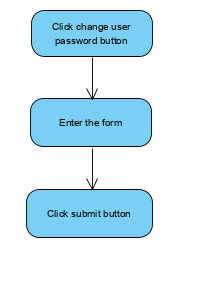 Click change user
password button
Enter the form
Click submit button